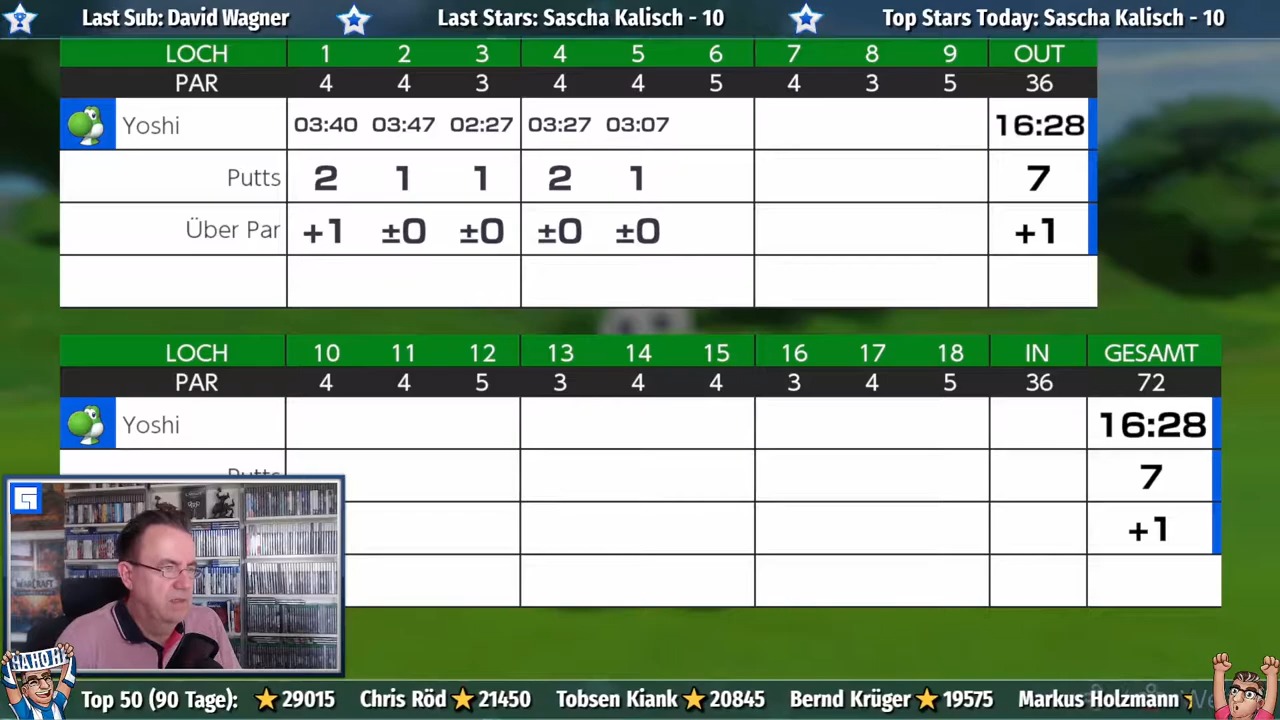 Last Sub: David Wagner Last Stars: Sascha Kalisch - 10 Top Stars Today: Sascha Kalisch - 10
LOCH 1 2 3 4 5 6 7 8 9 OUT
PAR 4 4 3 4 4 5 4 3 5 36
Yoshi 03:40 03:47 02:27 03:27 03:07 16:28
Putts 2 1 1 2 1 7
Über Par +1 ±0 ±0 ±0 ±0 +1
LOCH 10 11 12 13 14 15 16 17 18 IN GESAMT
PAR 4 4 5 3 4 4 3 4 5 36 72
Yoshi 16:28
Putts 7
+1
HAHOHE
Top 50 (90 Tage): 29015 Chris Röd 21450 Tobsen Kiank 20845 Bernd Krüger 19575 Markus Holzmann